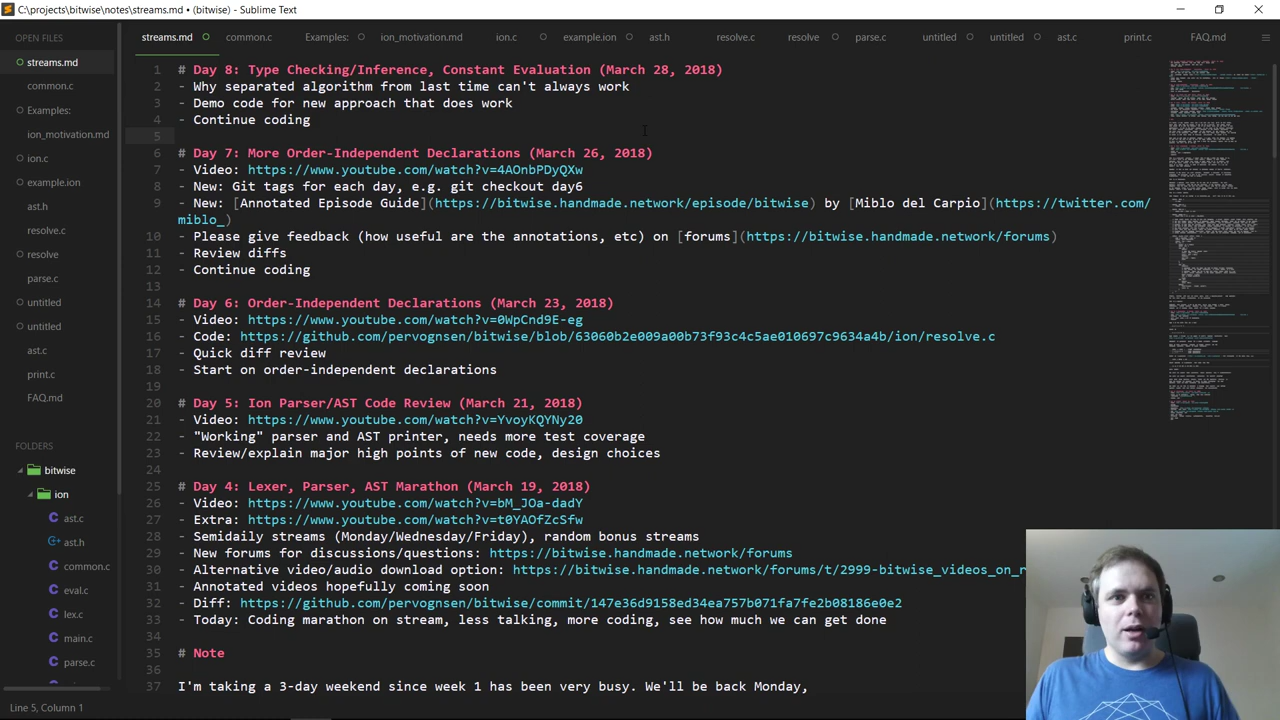 C:\projects\bitwise\notes\streams.md • (bitwise) - Sublime Text
OPEN FILES
streams.md
common.c
Examples:
ion_motivation.md
ion.c
example.ion
ast.h
resolve.c
resolve
parse.c
untitled
untitled
ast.c
print.c
FAQ.md
FOLDERS
bitwise
ion
ast.c
ast.h
common.c
eval.c
lex.c
main.c
parse.c
streams.md common.c Examples: ion_motivation.md ion.c example.ion ast.h resolve.c resolve parse.c untitled untitled ast.c print.c FAQ.md
1 # Day 8: Type Checking/Inference, Constant Evaluation (March 28, 2018)
2 - Why separated algorithm from last time can't always work
3 - Demo code for new approach that does work
4 - Continue coding
5
6 # Day 7: More Order-Independent Declarations (March 26, 2018)
7 - Video: https://www.youtube.com/watch?v=4AOnbPDyQXw
8 - New: Git tags for each day, e.g. git checkout day6
9 - New: [Annotated Episode Guide](https://bitwise.handmade.network/episode/bitwise) by [Miblo del Carpio](https://twitter.com/
miblo_)
10 - Please give feedback (how useful are the annotations, etc) on [forums](https://bitwise.handmade.network/forums)
11 - Review diffs
12 - Continue coding
13
14 # Day 6: Order-Independent Declarations (March 23, 2018)
15 - Video: https://www.youtube.com/watch?v=0WpCnd9E-eg
16 - Code: https://github.com/pervognsen/bitwise/blob/63060b2e009a00b73f93c4c5ae010697c9634a4b/ion/resolve.c
17 - Quick diff review
18 - Start on order-independent declarations
19
20 # Day 5: Ion Parser/AST Code Review (March 21, 2018)
21 - Video: https://www.youtube.com/watch?v=YYoyKQYNy20
22 - "Working" parser and AST printer, needs more test coverage
23 - Review/explain major high points of new code, design choices
24
25 # Day 4: Lexer, Parser, AST Marathon (March 19, 2018)
26 - Video: https://www.youtube.com/watch?v=bM_JOa-dadY
27 - Extra: https://www.youtube.com/watch?v=t0YAOfZcSfw
28 - Semidaily streams (Monday/Wednesday/Friday), random bonus streams
29 - New forums for discussions/questions: https://bitwise.handmade.network/forums
30 - Alternative video/audio download option: https://bitwise.handmade.network/forums/t/2999-bitwise_videos_on_
31 - Annotated videos hopefully coming soon
32 - Diff: https://github.com/pervognsen/bitwise/commit/147e36d9158ed34ea757b071fa7fe2b08186e0e2
33 - Today: Coding marathon on stream, less talking, more coding, see how much we can get done
34
35 # Note
36
37 I'm taking a 3-day weekend since week 1 has been very busy. We'll be back Monday,
Line 5, Column 1